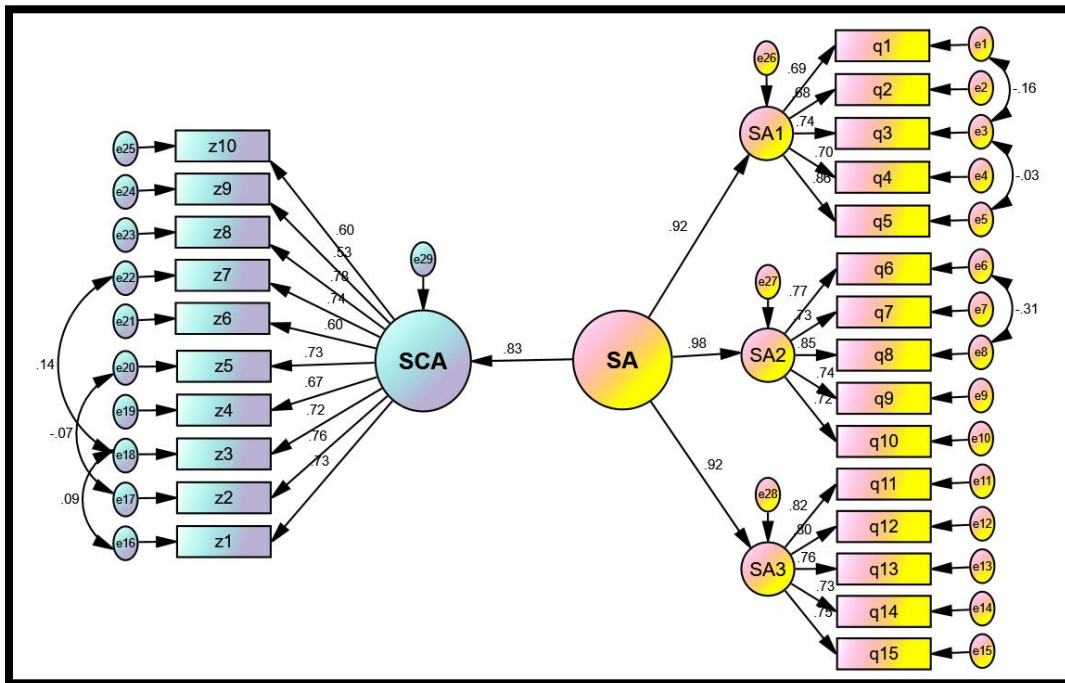 z10
z9
z8
z7
z6
z5
z4
z3
z2
z1
e25
e24
e23
e22
e21
e20
e19
e18
e17
e16
.14
-.07
.09
.60
.53
.78
.74
.60
.73
.67
.72
.76
.73
e29
SCA
.83
SA
.92
.98
.92
e26
SA1
.69
.68
.74
.70
.86
q1
q2
q3
q4
q5
e1
e2
e3
e4
e5
-.16
-.03
e27
SA2
.77
.73
.85
.74
.72
q6
q7
q8
q9
q10
e6
e7
e8
e9
e10
-.31
e28
SA3
.82
.80
.76
.73
.75
q11
q12
q13
q14
q15
e11
e12
e13
e14
e15